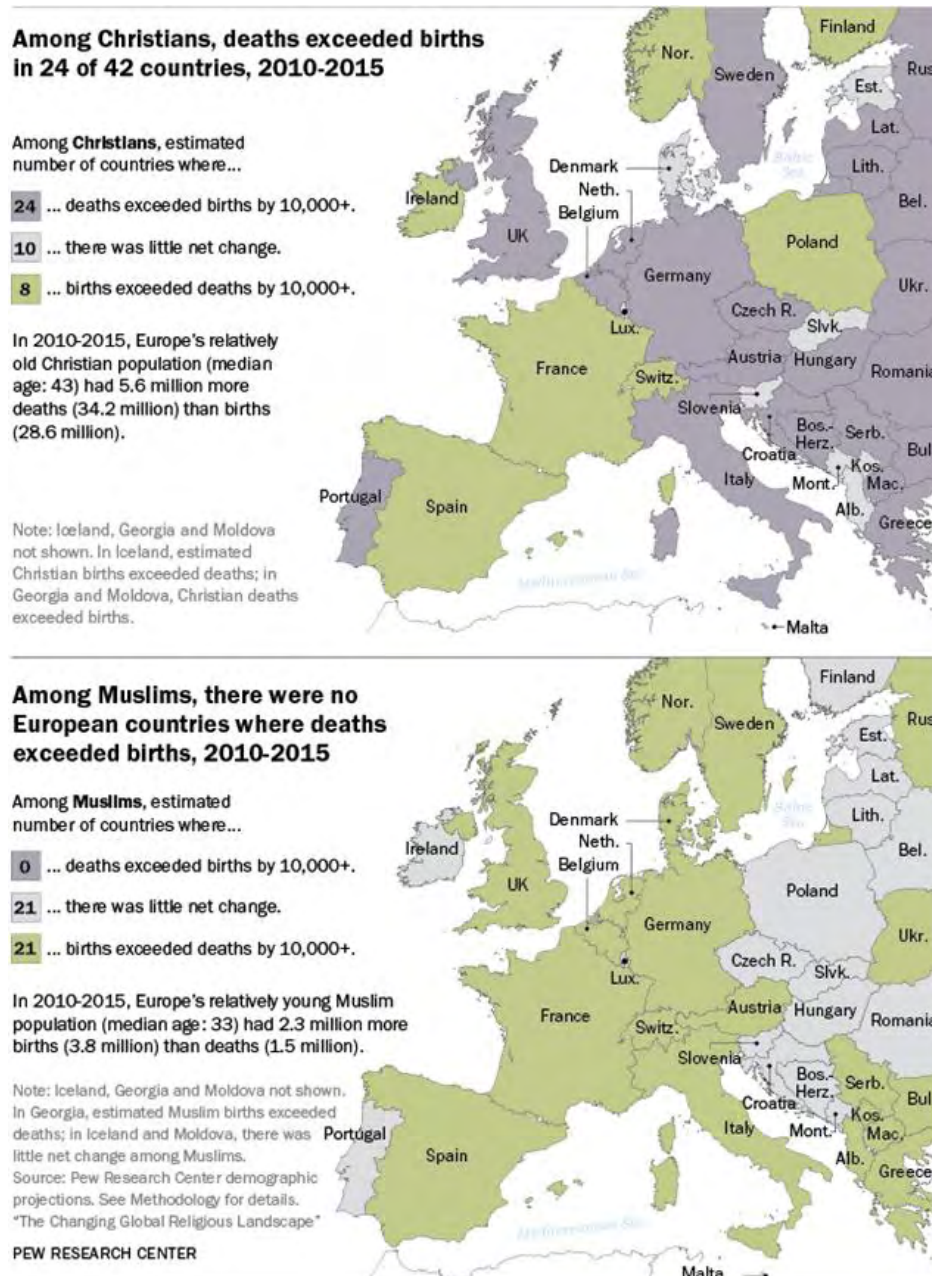 Among Christians, deaths exceeded births
in 24 of 42 countries, 2010-2015
Among Christians, estimated
number of countries where...
24 ... deaths exceeded births by 10,000+.
10 ... there was little net change.
8 ... births exceeded deaths by 10,000+.
In 2010-2015, Europe's relatively
old Christian population (median
age: 43) had 5.6 million more
deaths (34.2 million) than births
(28.6 million).
Note: Iceland, Georgia and Moldova
not shown. In Iceland, estimated
Christian births exceeded deaths; in
Georgia and Moldova, Christian deaths
exceeded births.
Finland
Nor.
Sweden
Rus
Est.
Lat.
Baltic
Sea
Denmark
Lith.
Neth.
Ireland
Belgium
Bel.
UK
Poland
Germany
Ukr.
Czech R.
Lux.
Slvk.
Austria
Hungary
France
Switz.
Romania
Slovenia
Bos.-
Herz.
Serb.
Croatia
Bul
Kos.
Italy
Mont.
Mac.
Portugal
Spain
Alb.
Greece
Mediterranean Sea
Malta
Among Muslims, there were no
European countries where deaths
exceeded births, 2010-2015
Among Muslims, estimated
number of countries where...
0 ... deaths exceeded births by 10,000+.
21 ... there was little net change.
21 ... births exceeded deaths by 10,000+.
In 2010-2015, Europe's relatively young Muslim
population (median age: 33) had 2.3 million more
births (3.8 million) than deaths (1.5 million).
Note: Iceland, Georgia and Moldova not shown.
In Georgia, estimated Muslim births exceeded
deaths; in Iceland and Moldova, there was
little net change among Muslims.
Source: Pew Research Center demographic
projections. See Methodology for details.
"The Changing Global Religious Landscape"
PEW RESEARCH CENTER
Finland
Nor.
Sweden
Rus
Est.
Lat.
Baltic
Sea
Denmark
Lith.
Neth.
Ireland
Belgium
Bel.
UK
Poland
Germany
Ukr.
Czech R.
Lux.
Slvk.
Austria
Hungary
France
Switz.
Romania
Slovenia
Bos.-
Herz.
Serb.
Croatia
Bul
Kos.
Italy
Mont.
Mac.
Portugal
Spain
Alb.
Greece
Mediterranean Sea
Malta